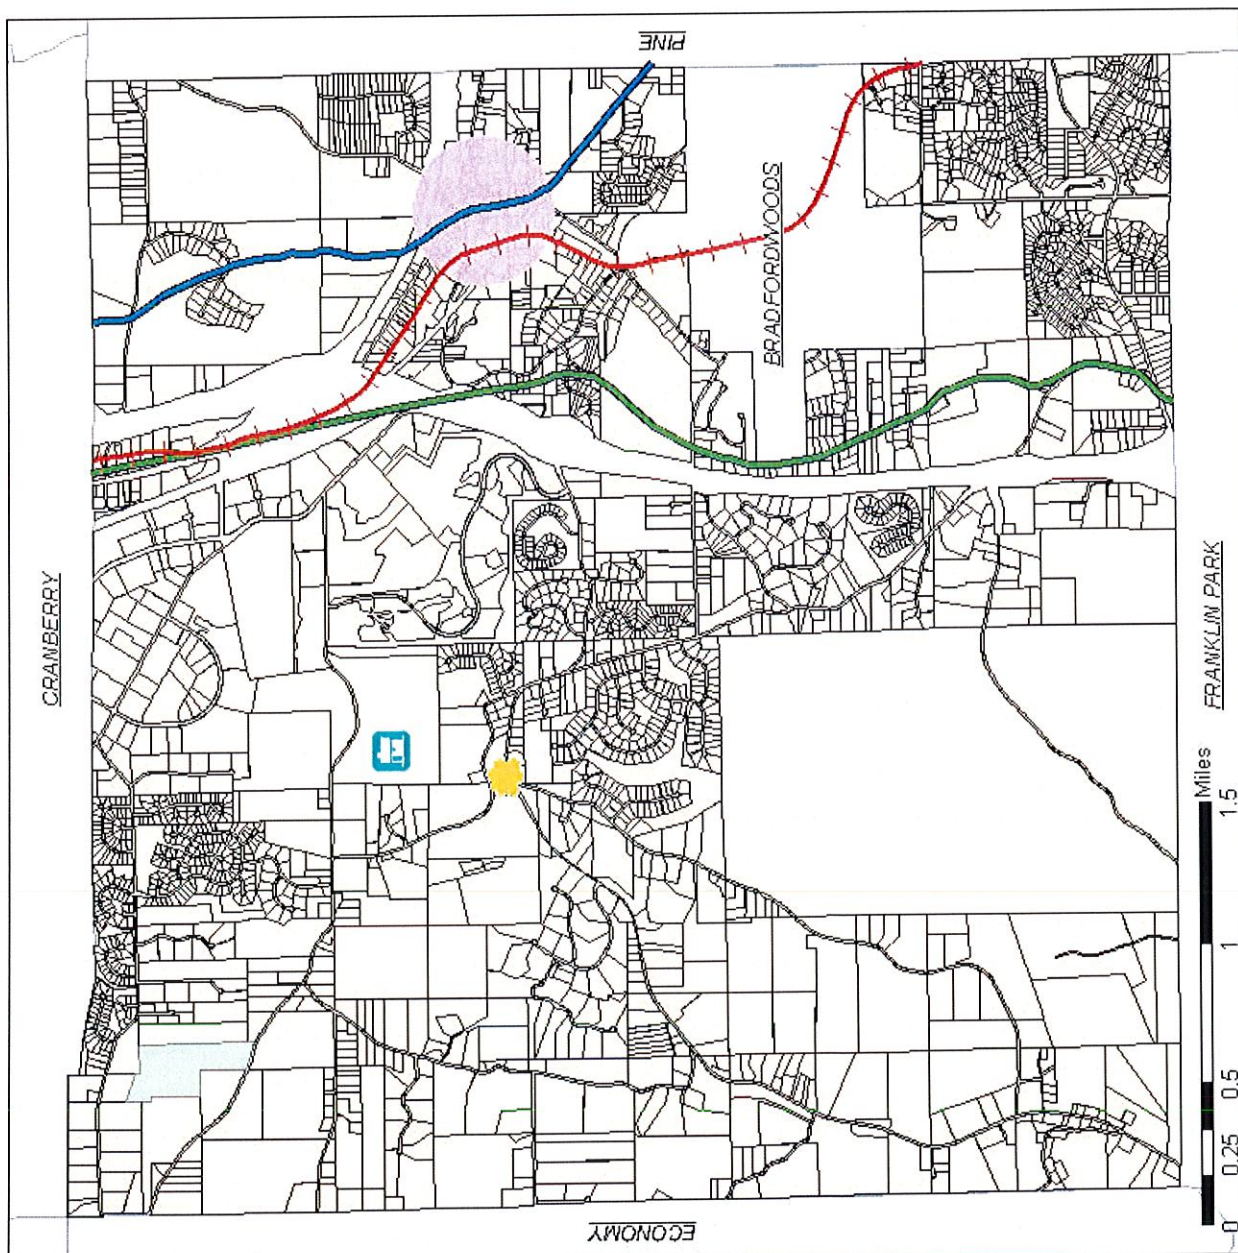 PINE
CRANBERRY
BRADFORDWOODS
FRANKLIN PARK
ECONOMY
Miles
0 0.25 0.5 1 1.5